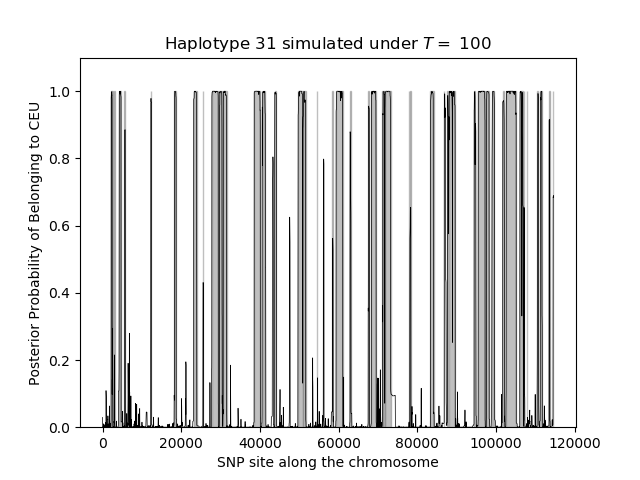 Haplotype 31 simulated under T = 100
Posterior Probability of Belonging to CEU
1.0
0.8
0.6
0.4
0.2
0.0
0 20000 40000 60000 80000 100000 120000
SNP site along the chromosome